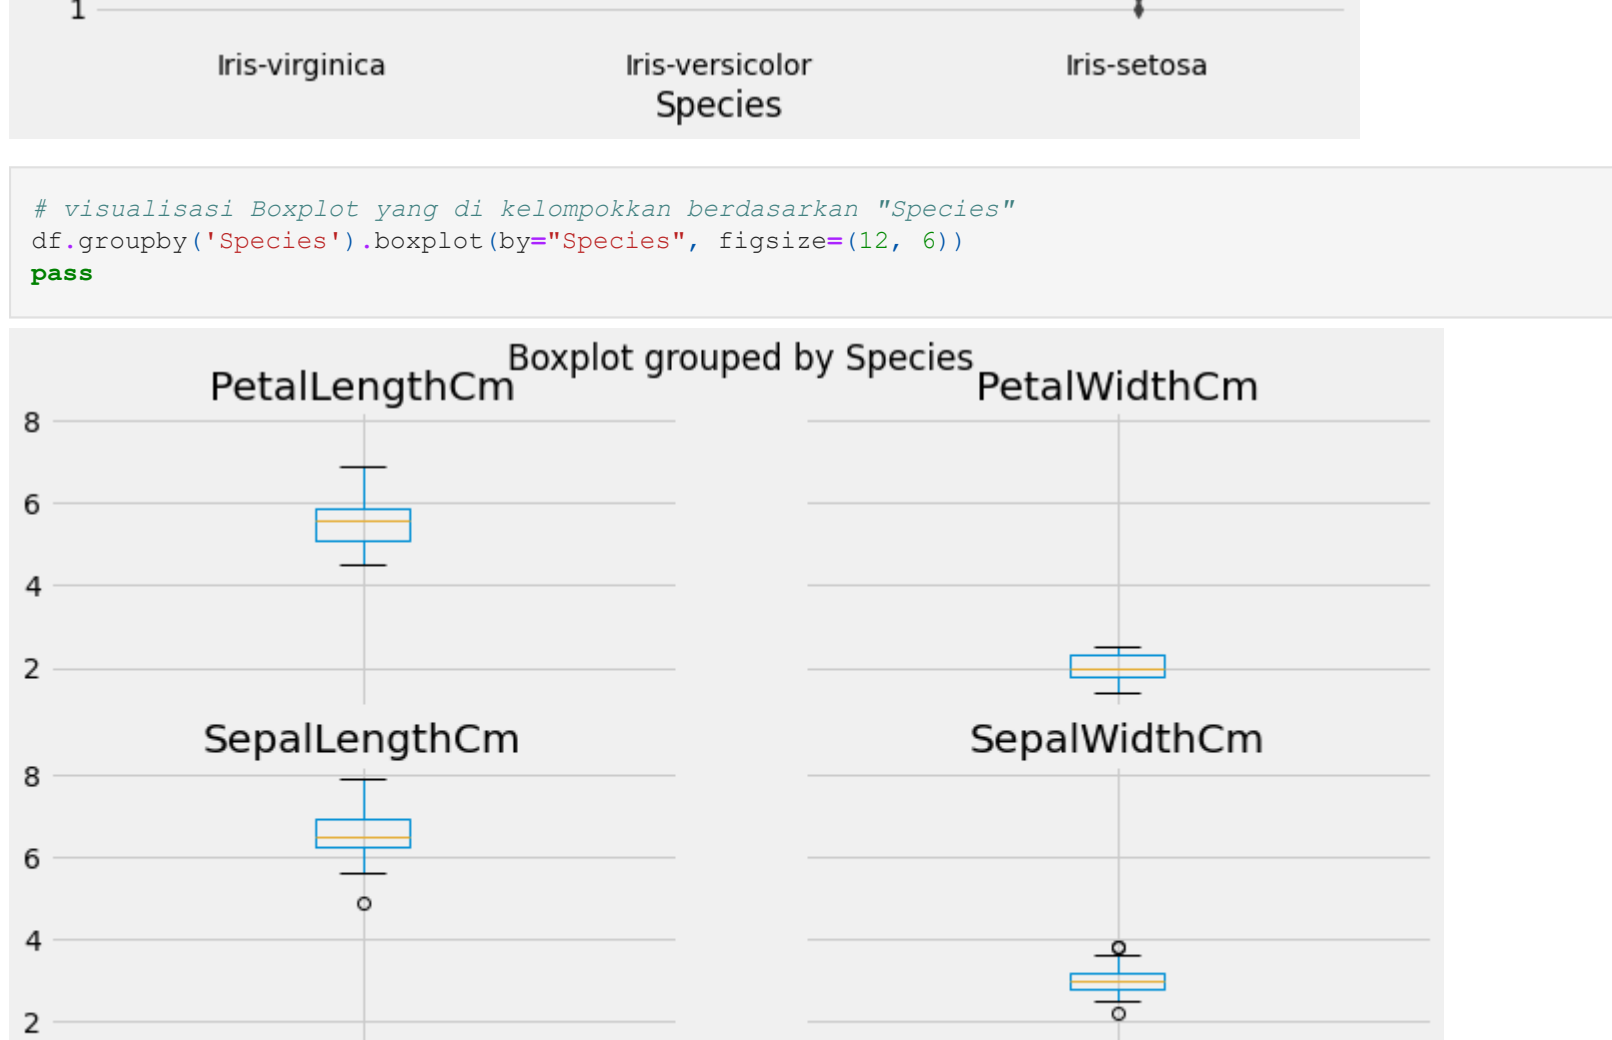 1
Iris-virginica Iris-versicolor Iris-setosa
Species
# visualisasi Boxplot yang di kelompokkan berdasarkan "Species"
df.groupby('Species').boxplot(by="Species", figsize=(12, 6))
pass
Boxplot grouped by Species
PetalLengthCm PetalWidthCm
8
6
4
2
SepalLengthCm SepalWidthCm
8
6
4
2